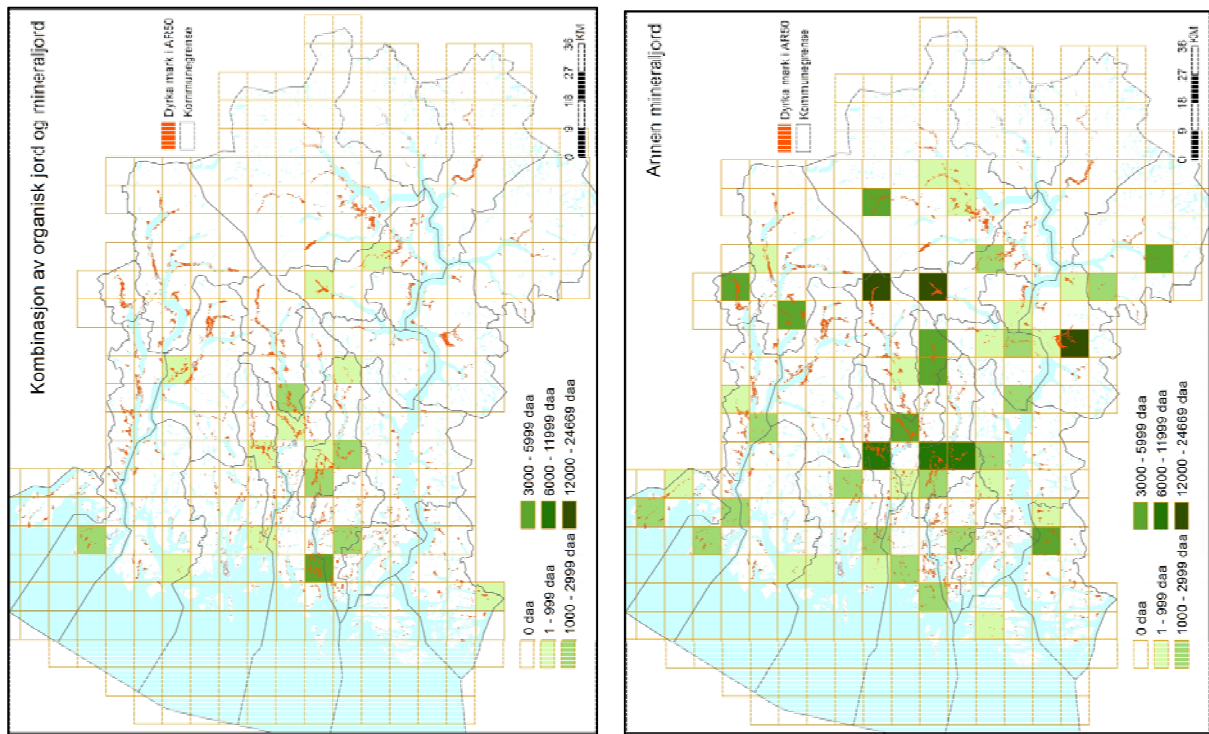 Kombinasjon av organisk jord og mineraljord
Dyrka mark i AR50
Kommunegrense
0 9 18 27 36
KM
0 daa
1 - 999 daa
1000 - 2999 daa
3000 - 5999 daa
6000 - 11999 daa
12000 - 24669 daa
Annen mineraljord
Dyrka mark i AR50
Kommunegrense
0 9 18 27 36
KM
0 daa
1 - 999 daa
1000 - 2999 daa
3000 - 5999 daa
6000 - 11999 daa
12000 - 24669 daa